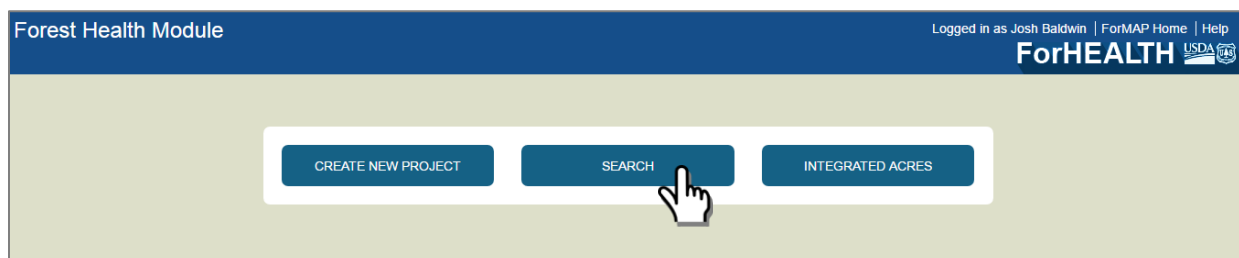 Forest Health Module
Logged in as Josh Baldwin | ForMAP Home | Help
ForHEALTH USDA
CREATE NEW PROJECT
SEARCH
INTEGRATED ACRES